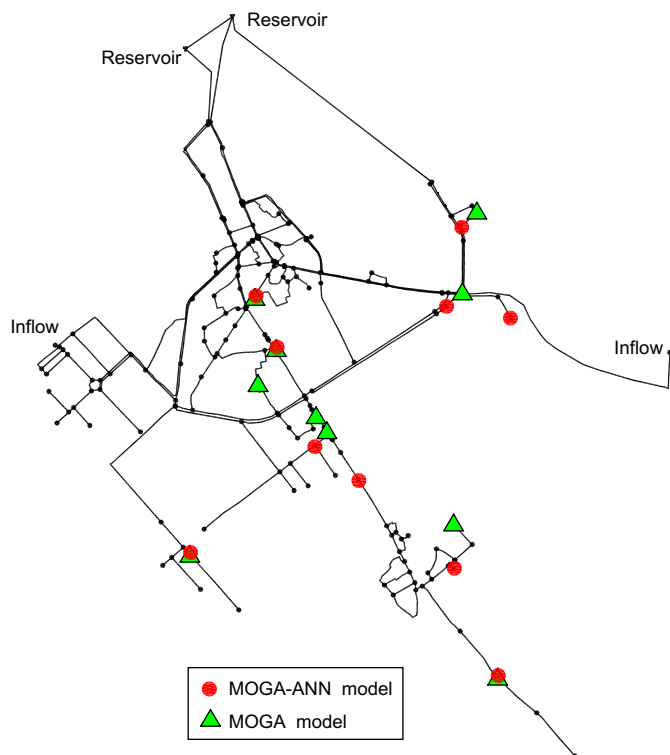 Reservoir
Reservoir
Inflow
Inflow
MOGA-ANN model
MOGA model